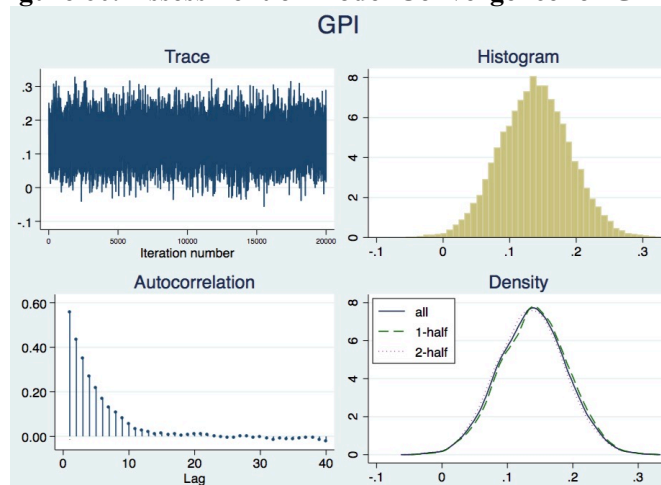 GPI
Trace
.3
.2
.1
0
-.1
0 5000 10000 15000 20000
Iteration number
Histogram
8
6
4
2
0
-.1 0 .1 .2 .3
Autocorrelation
0.60
0.40
0.20
0.00
0 10 20 30 40
Lag
Density
8
6
4
2
0
all
1-half
2-half
-.1 0 .1 .2 .3